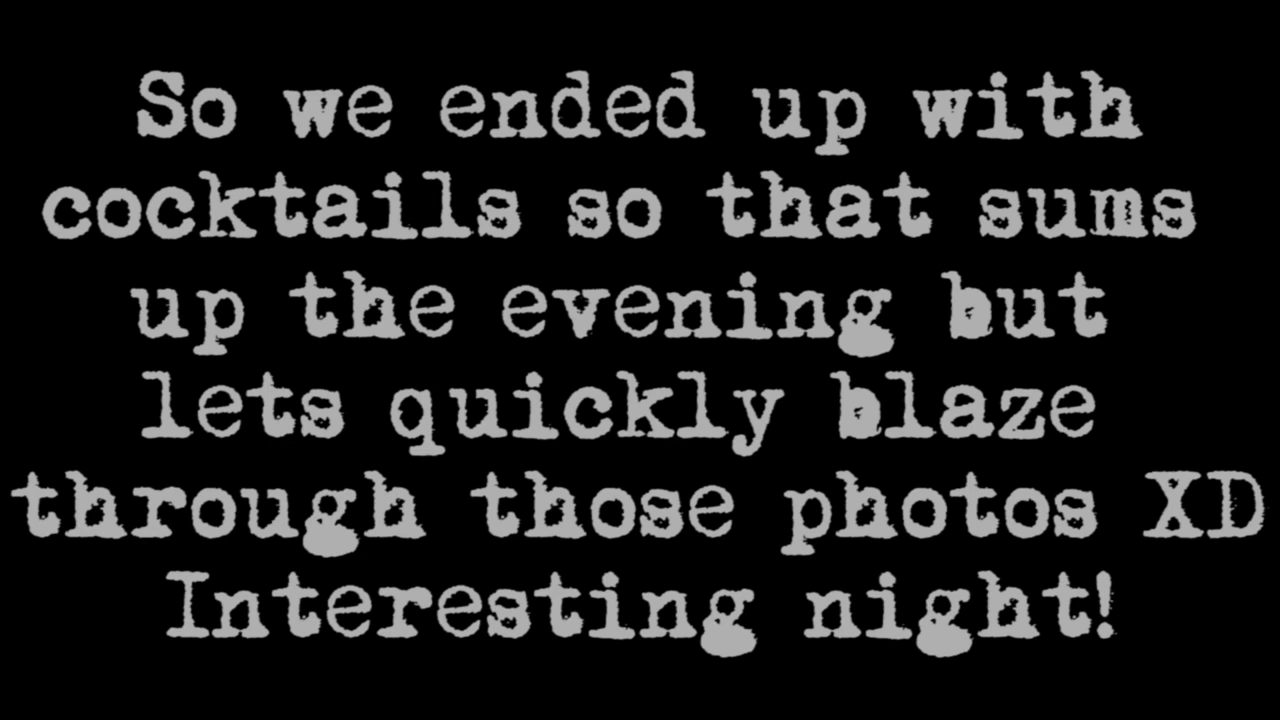 So we ended up with
cocktails so that sums
up the evening but
lets quickly blaze
through those photos XD
Interesting night!